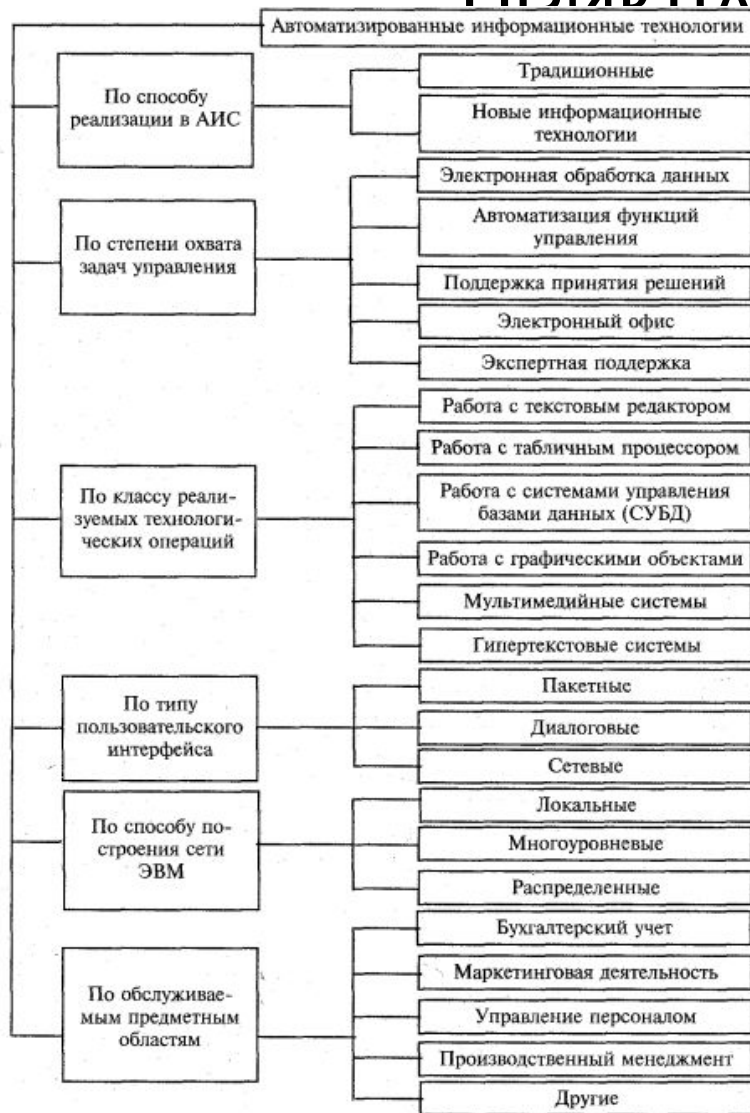 Автоматизированные информационные технологии
По способу
реализации в АИС
Традиционные
Новые информационные
технологии
По степени охвата
задач управления
Электронная обработка данных
Автоматизация функций
управления
Поддержка принятия решений
Электронный офис
Экспертная поддержка
По классу реали-
зуемых технологи-
ческих операций
Работа с текстовым редактором
Работа с табличным процессором
Работа с системами управления
базами данных (СУБД)
Работа с графическими объектами
Мультимедийные системы
Гипертекстовые системы
По типу
пользовательского
интерфейса
Пакетные
Диалоговые
Сетевые
По способу по-
строения сети
ЭВМ
Локальные
Многоуровневые
Распределенные
По обслуживае-
мым предметным
областям
Бухгалтерский учет
Маркетинговая деятельность
Управление персоналом
Производственный менеджмент
Другие